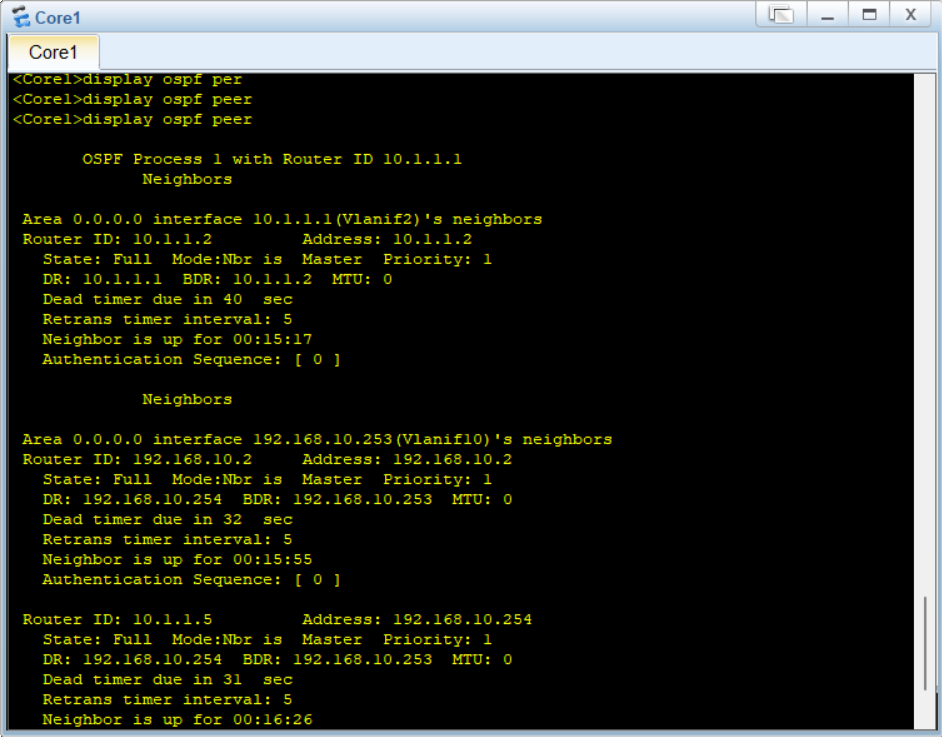 Core1
Core1
<Core1>display ospf per
<Core1>display ospf peer
<Core1>display ospf peer
OSPF Process 1 with Router ID 10.1.1.1
Neighbors
Area 0.0.0.0 interface 10.1.1.1(Vlanif2)'s neighbors
Router ID: 10.1.1.2 Address: 10.1.1.2
State: Full Mode:Nbr is Master Priority: 1
DR: 10.1.1.1 BDR: 10.1.1.2 MTU: 0
Dead timer due in 40 sec
Retrans timer interval: 5
Neighbor is up for 00:15:17
Authentication Sequence: [ 0 ]
Neighbors
Area 0.0.0.0 interface 192.168.10.253(Vlanif10)'s neighbors
Router ID: 192.168.10.2 Address: 192.168.10.2
State: Full Mode:Nbr is Master Priority: 1
DR: 192.168.10.254 BDR: 192.168.10.253 MTU: 0
Dead timer due in 32 sec
Retrans timer interval: 5
Neighbor is up for 00:15:55
Authentication Sequence: [ 0 ]
Router ID: 10.1.1.5 Address: 192.168.10.254
State: Full Mode:Nbr is Master Priority: 1
DR: 192.168.10.254 BDR: 192.168.10.253 MTU: 0
Dead timer due in 31 sec
Retrans timer interval: 5
Neighbor is up for 00:16:26